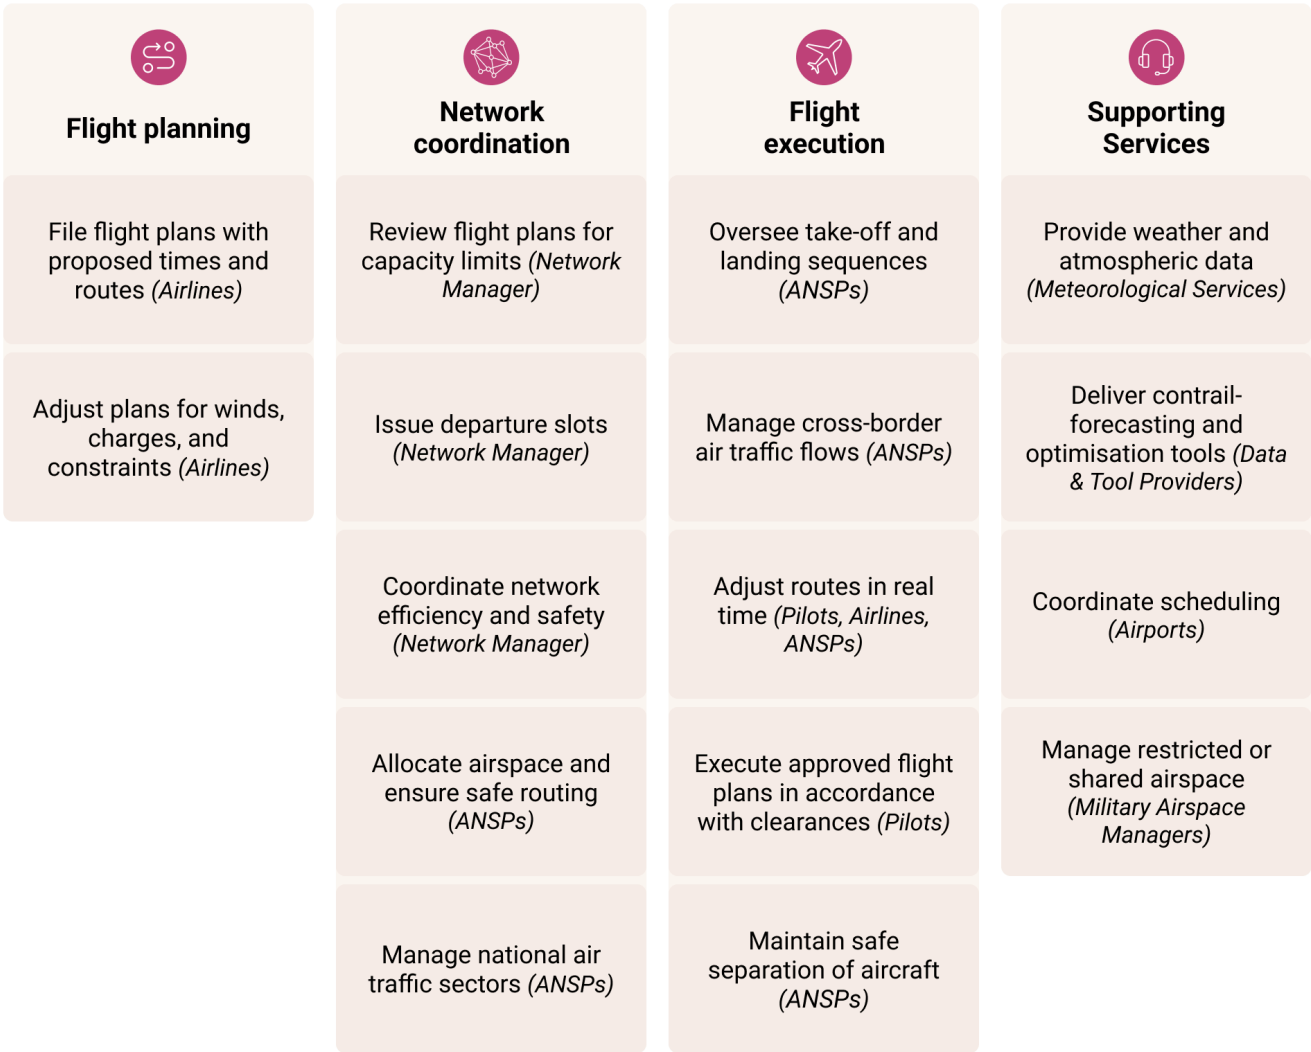 Flight planning
File flight plans with
proposed times and
routes (Airlines)
Adjust plans for winds,
charges, and
constraints (Airlines)
Network
coordination
Review flight plans for
capacity limits (Network
Manager)
Issue departure slots
(Network Manager)
Coordinate network
efficiency and safety
(Network Manager)
Allocate airspace and
ensure safe routing
(ANSPs)
Manage national air
traffic sectors (ANSPs)
Flight
execution
Oversee take-off and
landing sequences
(ANSPs)
Manage cross-border
air traffic flows (ANSPs)
Adjust routes in real
time (Pilots, Airlines,
ANSPs)
Execute approved flight
plans in accordance
with clearances (Pilots)
Maintain safe
separation of aircraft
(ANSPs)
Supporting
Services
Provide weather and
atmospheric data
(Meteorological Services)
Deliver contrail-
forecasting and
optimisation tools (Data
& Tool Providers)
Coordinate scheduling
(Airports)
Manage restricted or
shared airspace
(Military Airspace
Managers)